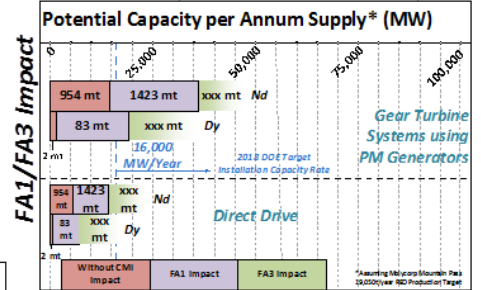 Potential Capacity per Annum Supply* (MW)
FA1/FA3 Impact
0
25,000
50,000
75,000
100,000
954 mt
1423 mt
xxx mt
Nd
83 mt
xxx mt
Dy
2 mt
16,000
MW/Year
2018 DOE Target
Installation Capacity Rate
Gear Turbine
Systems using
PM Generators
954
mt
1423
mt
xxx
mt
Nd
83
mt
xxx
mt
Dy
2 mt
Direct Drive
Without CMI
Impact
FA1 Impact
FA3 Impact
*Assuming Molycorp Mountain Pass
19,050t/year REO Production Target